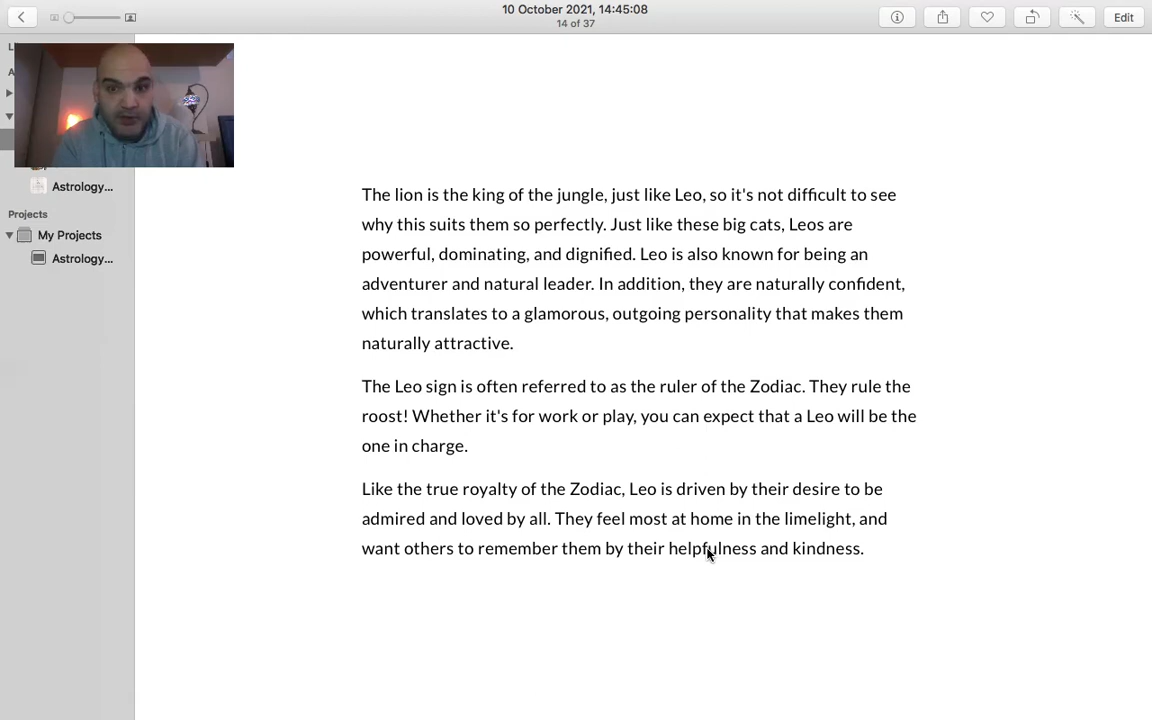 10 October 2021, 14:45:08
14 of 37
Edit
Astrology...
Projects
My Projects
Astrology...
The lion is the king of the jungle, just like Leo, so it's not difficult to see
why this suits them so perfectly. Just like these big cats, Leos are
powerful, dominating, and dignified. Leo is also known for being an
adventurer and natural leader. In addition, they are naturally confident,
which translates to a glamorous, outgoing personality that makes them
naturally attractive.
The Leo sign is often referred to as the ruler of the Zodiac. They rule the
roost! Whether it's for work or play, you can expect that a Leo will be the
one in charge.
Like the true royalty of the Zodiac, Leo is driven by their desire to be
admired and loved by all. They feel most at home in the limelight, and
want others to remember them by their helpfulness and kindness.